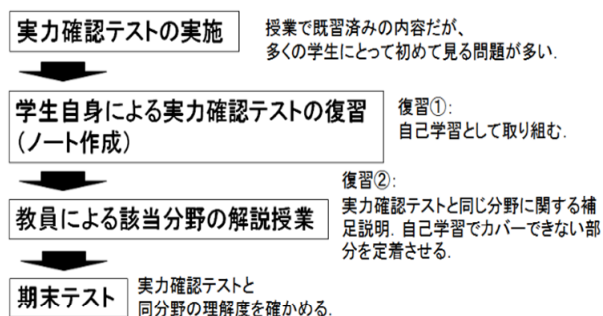 実力確認テストの実施
授業で既習済みの内容だが，
多くの学生にとって初めて見る問題が多い．
学生自身による実力確認テストの復習
（ノート作成）
復習①：
自己学習として取り組む．
復習②：
教員による該当分野の解説授業
実力確認テストと同じ分野に関する補
足説明．自己学習でカバーできない部
分を定着させる．
期末テスト
実力確認テストと
同分野の理解度を確かめる．